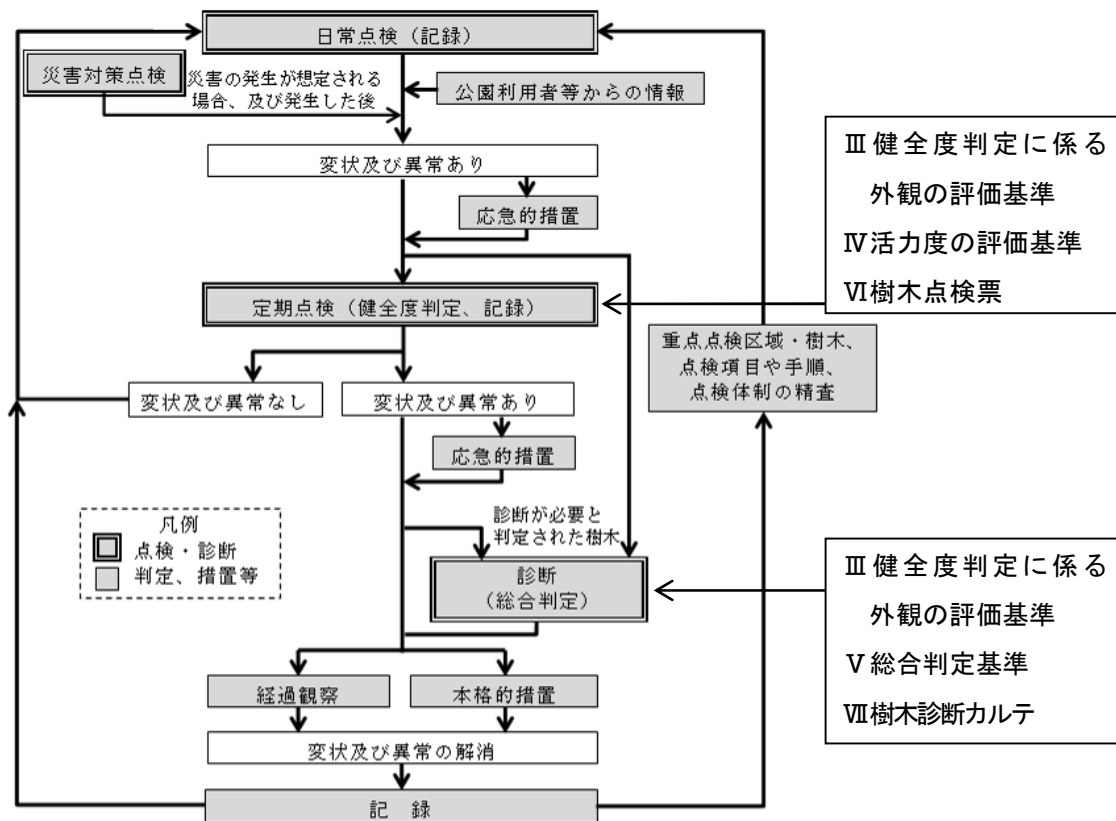 日常点検（記録）
災害対策点検
災害の発生が想定される
場合、及び発生した後
公園利用者等からの情報
変状及び異常あり
応急的措置
Ⅲ健全度判定に係る
外観の評価基準
Ⅳ活力度の評価基準
Ⅵ樹木点検票
定期点検（健全度判定、記録）
重点点検区域・樹木、
点検項目や手順、
点検体制の精査
変状及び異常なし
変状及び異常あり
応急的措置
凡例
点検・診断
判定、措置等
診断が必要と
判定された樹木
診断
（総合判定）
Ⅲ健全度判定に係る
外観の評価基準
Ⅴ総合判定基準
Ⅶ樹木診断カルテ
経過観察
本格的措置
変状及び異常の解消
記　録